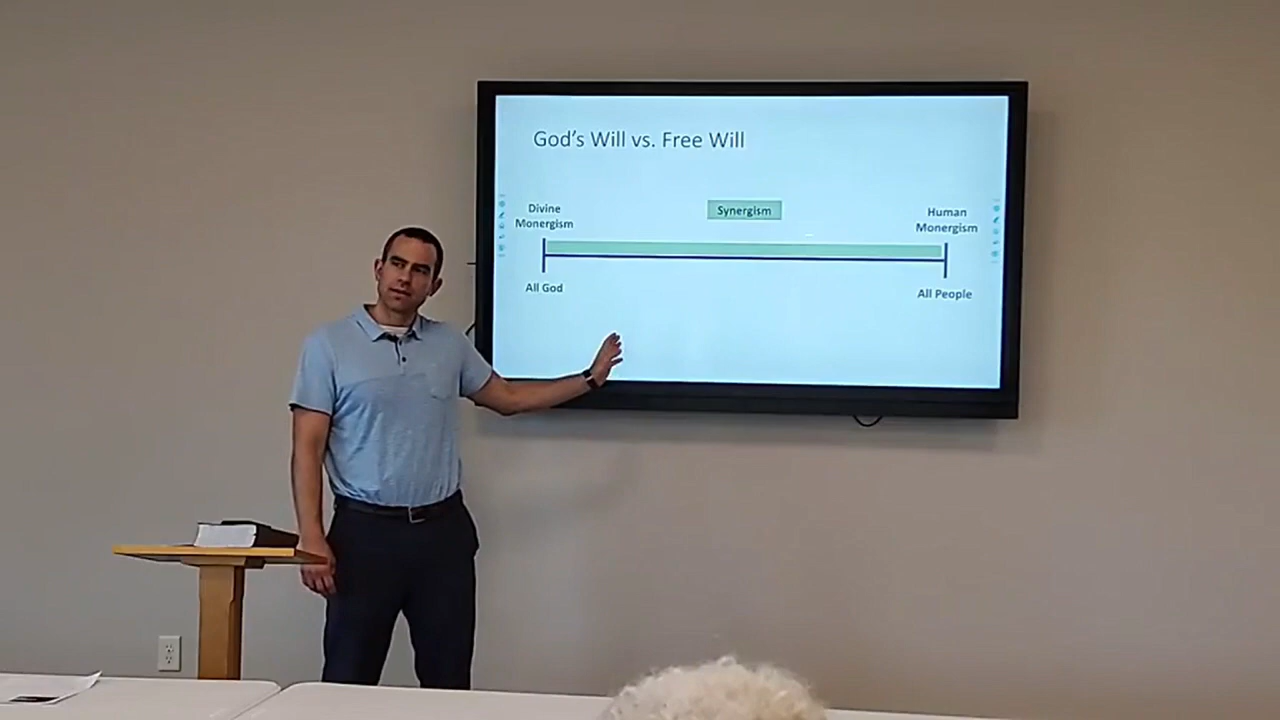 God's Will vs. Free Will
Divine
Monergism
Synergism
Human
Monergism
All God
All People